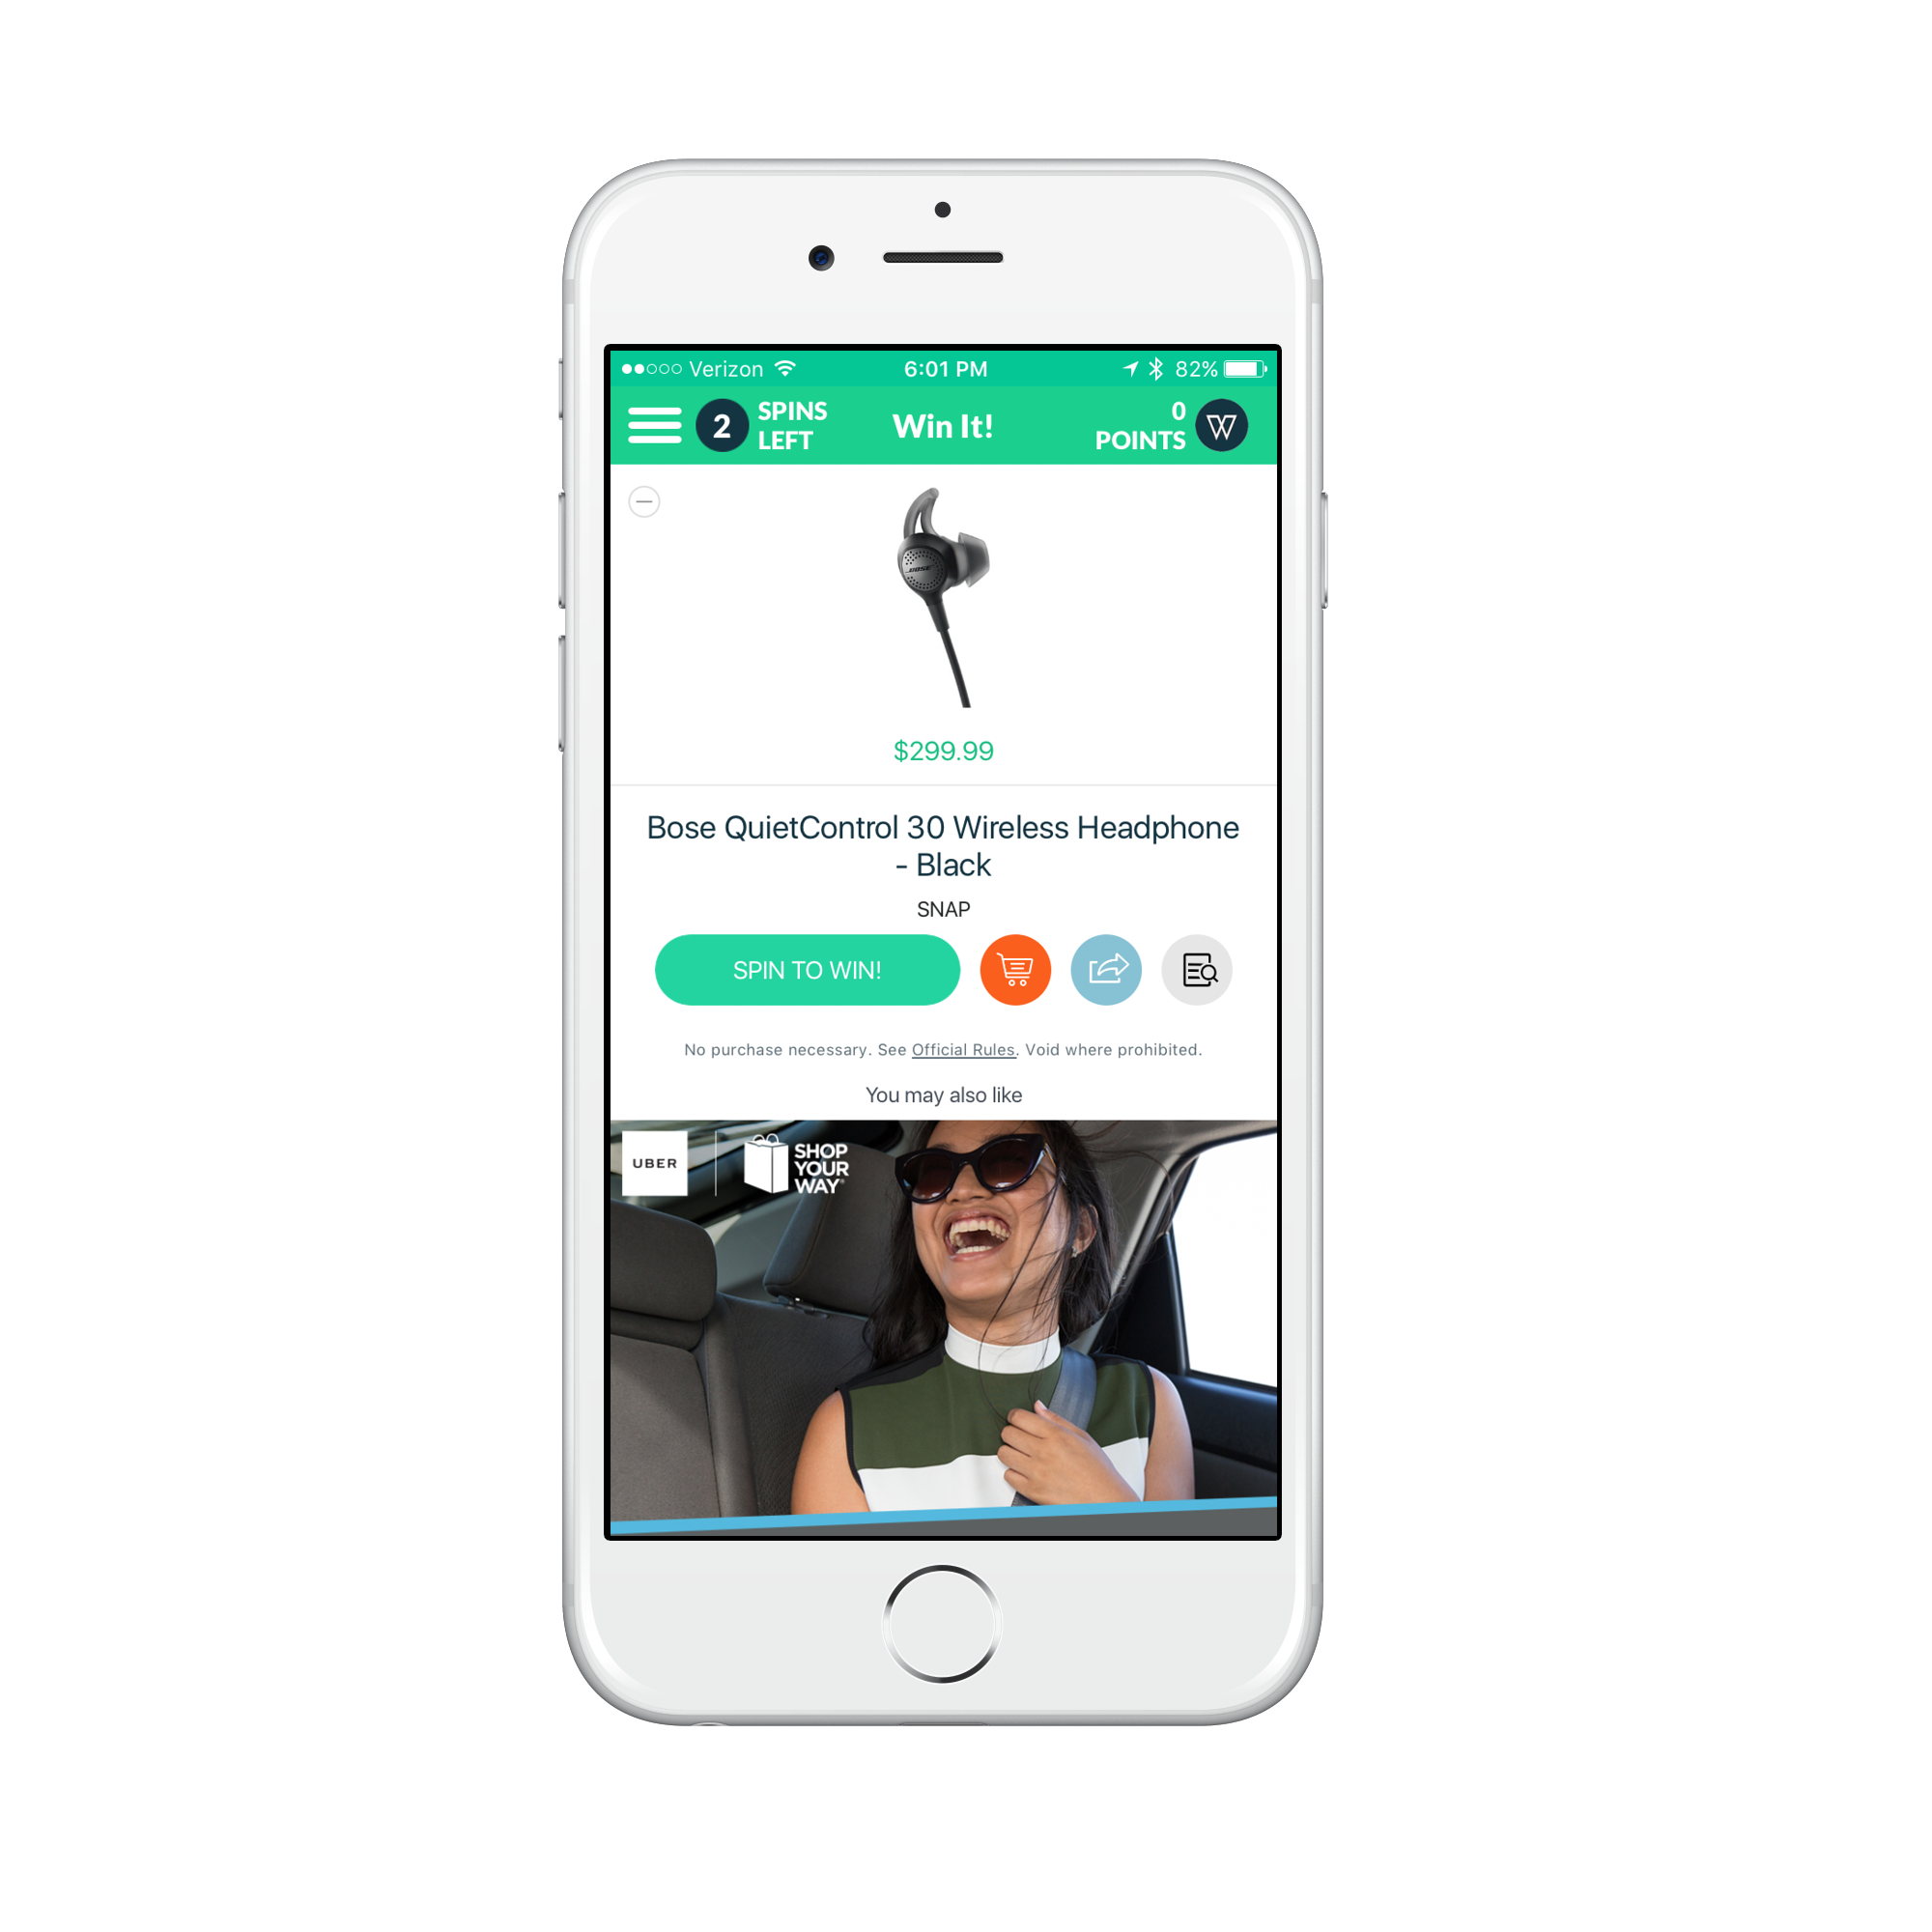 Verizon 6:01 PM 82%
2 SPINS LEFT Win It! 0 POINTS W
BOSE
$299.99
Bose QuietControl 30 Wireless Headphone
- Black
SNAP
SPIN TO WIN!
No purchase necessary. See Official Rules. Void where prohibited.
You may also like
UBER
SHOP
YOUR
WAY